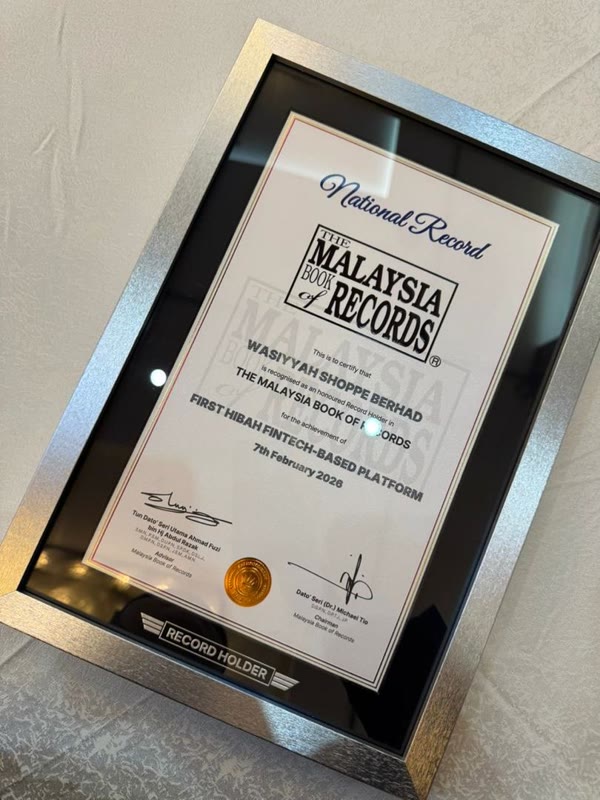 National Record
THE
MALAYSIA
BOOK
of RECORDS®
This is to certify that
WASIYYAH SHOPPE BERHAD
is recognised as an honoured Record Holder in
THE MALAYSIA BOOK OF RECORDS
for the achievement of
FIRST HIBAH FINTECH-BASED PLATFORM
7th February 2026
Tun Dato' Seri Utama Ahmad Fuzi
bin Hj Abdul Razak
Advisor
Malaysia Book of Records
Dato' Seri (Dr.) Michael Tio
Chairman
Malaysia Book of Records
RECORD HOLDER